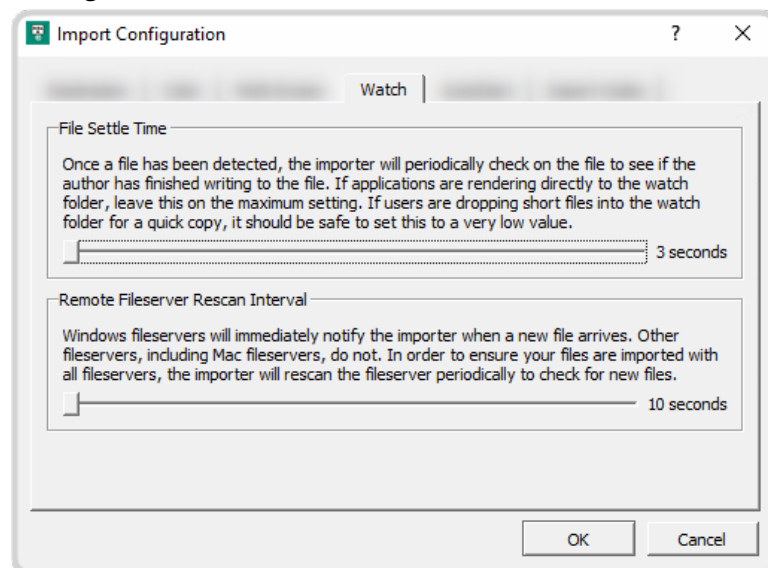 Import Configuration
?
Watch
File Settle Time
Once a file has been detected, the importer will periodically check on the file to see if the
author has finished writing to the file. If applications are rendering directly to the watch
folder, leave this on the maximum setting. If users are dropping short files into the watch
folder for a quick copy, it should be safe to set this to a very low value.
3 seconds
Remote Fileserver Rescan Interval
Windows fileservers will immediately notify the importer when a new file arrives. Other
fileservers, including Mac fileservers, do not. In order to ensure your files are imported with
all fileservers, the importer will rescan the fileserver periodically to check for new files.
10 seconds
OK
Cancel